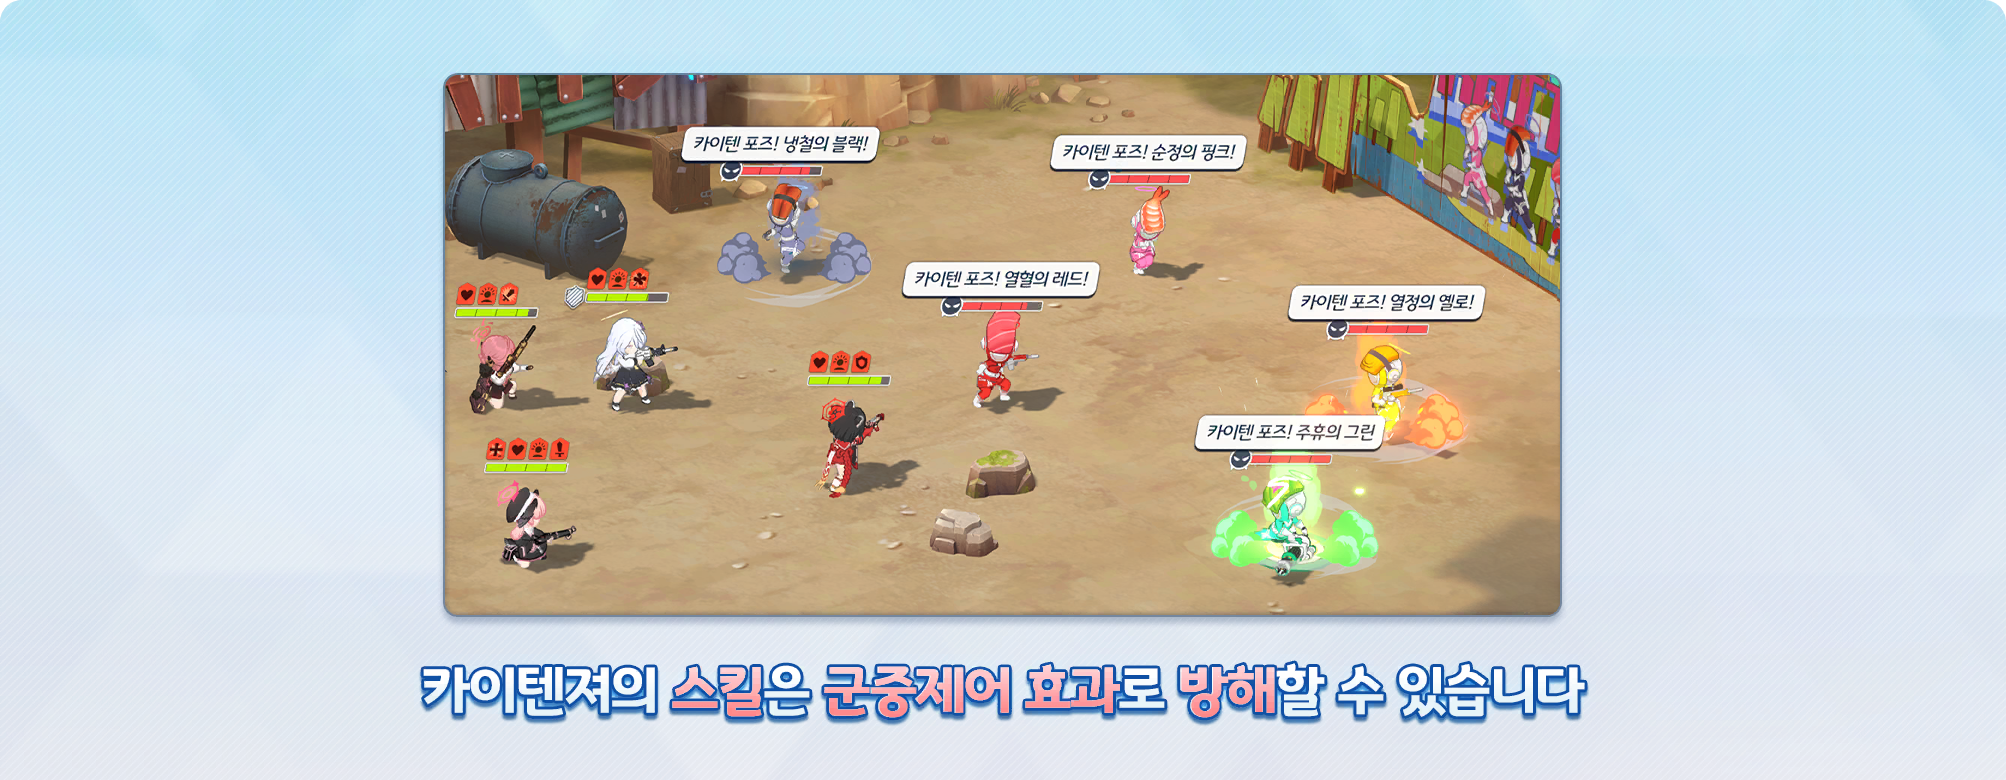 카이텐 포즈! 냉철의 블랙!
카이텐 포즈! 순정의 핑크!
카이텐 포즈! 열혈의 레드!
카이텐 포즈! 열정의 옐로!
카이텐 포즈! 주휴의 그린
카이텐져의 스킬은 군중제어 효과로 방해할 수 있습니다